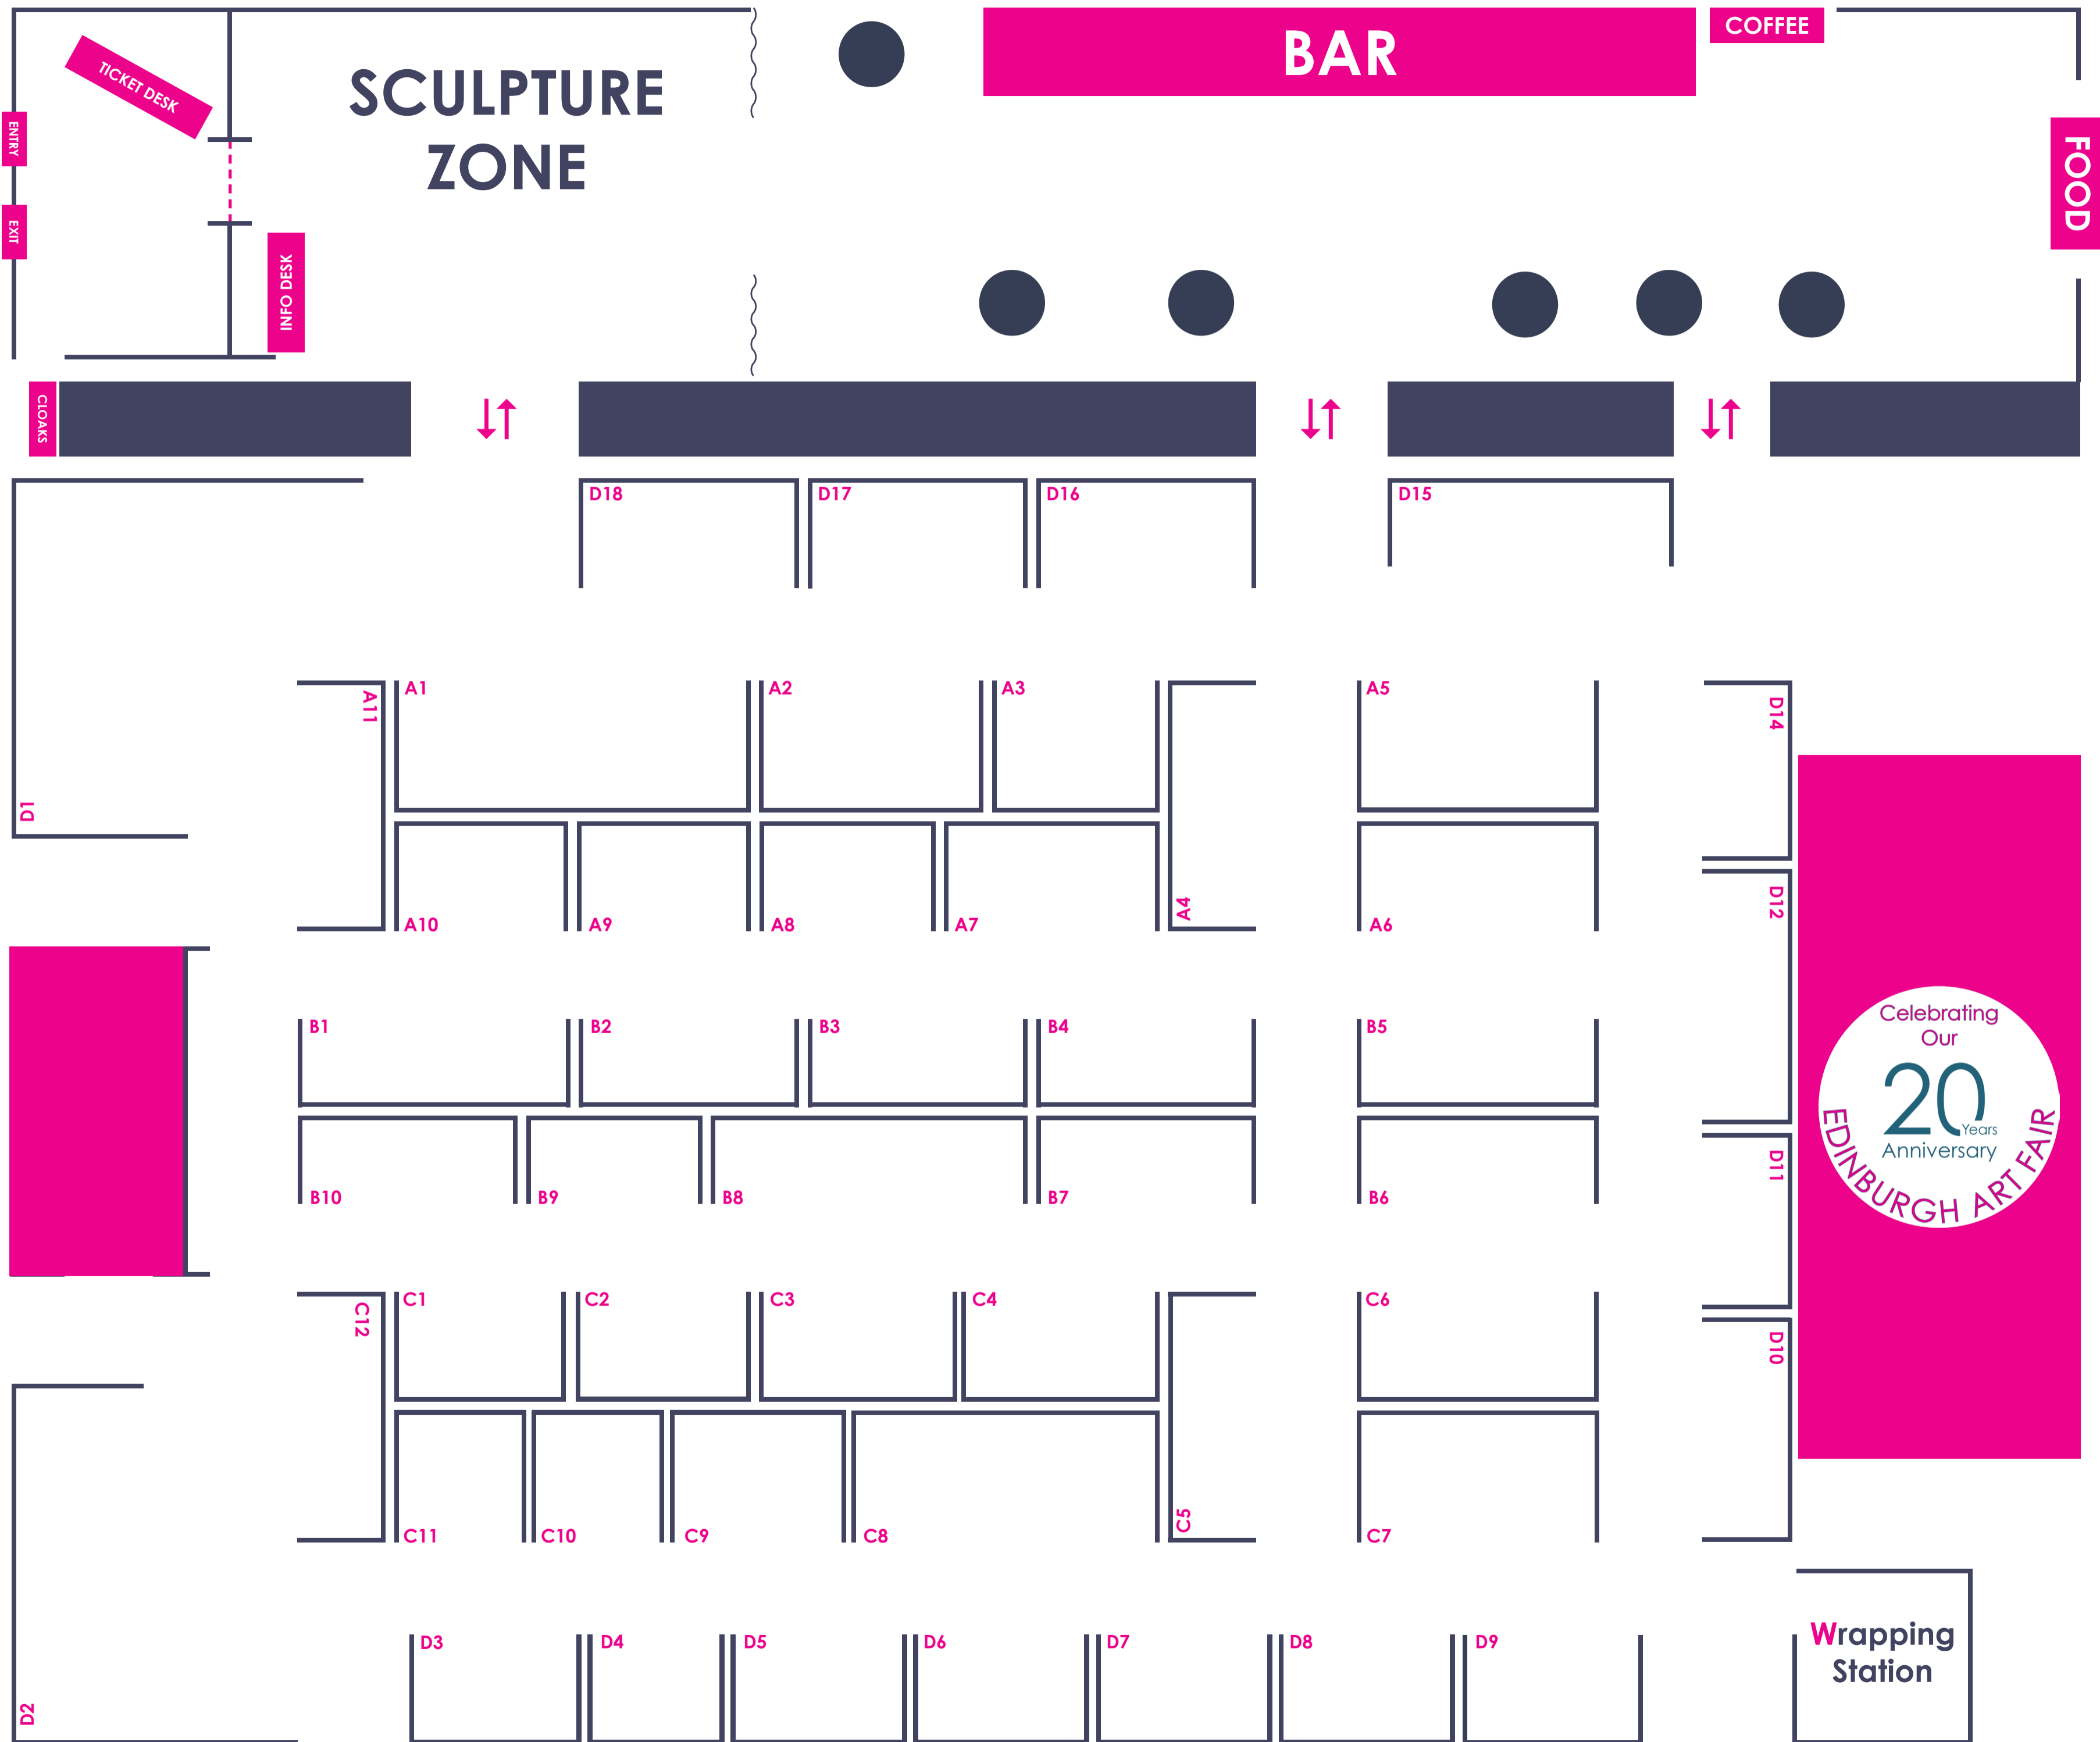 TICKET DESK
ENTRY
EXIT
SCULPTURE
ZONE
INFO DESK
BAR
COFFEE
FOOD
CLOAKS
D18
D17
D16
D15
D1
A11
A1
A2
A3
A4
A5
D14
A10
A9
A8
A7
A6
D12
B1
B2
B3
B4
B5
B10
B9
B8
B7
B6
D11
Celebrating
Our
20
Years
Anniversary
EDINBURGH ART FAIR
C12
C1
C2
C3
C4
C5
C6
D10
C11
C10
C9
C8
C7
D2
D3
D4
D5
D6
D7
D8
D9
Wrapping
Station